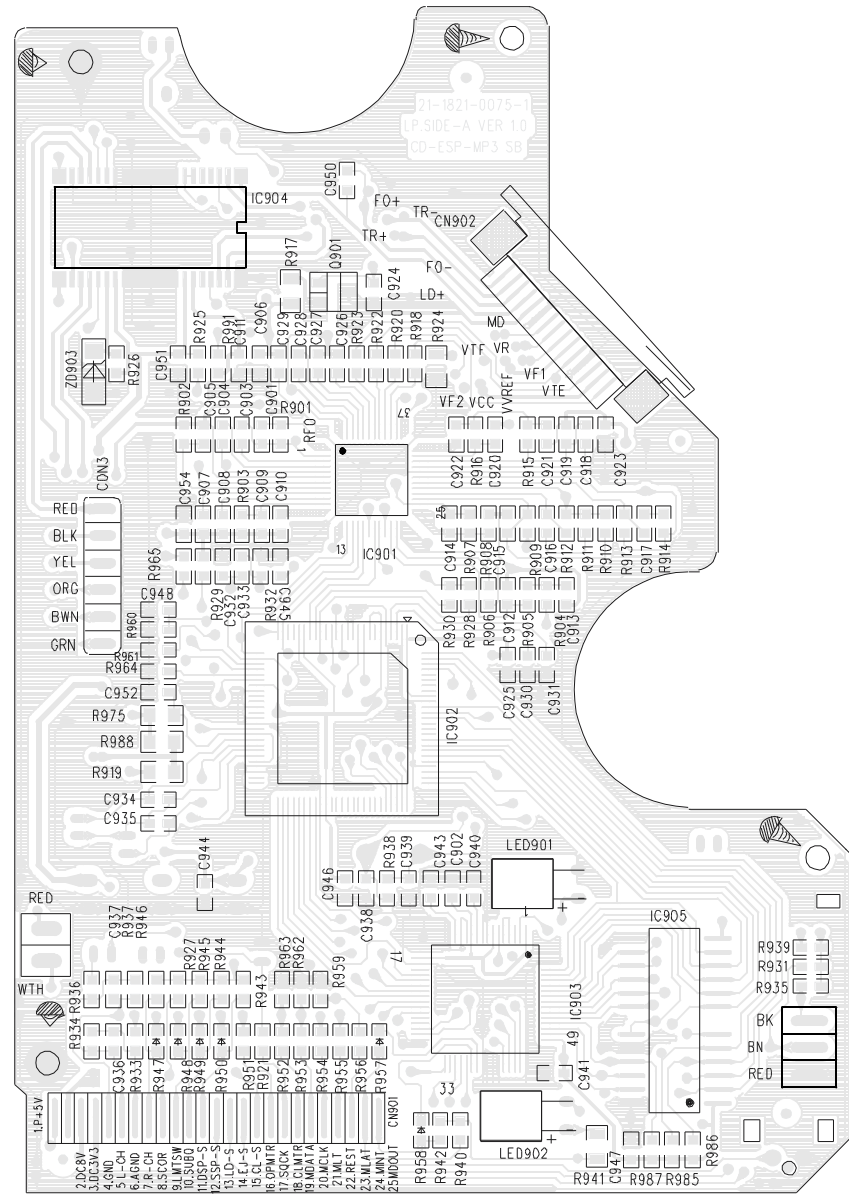 21-1821-0075-1
LP.SIDE-A VER 1.0
CD-ESP-MP3 SB
C950
IC904
FO+
TR-
CN902
TR+
FO-
LD+
R917
Q901
C924
MD
VTF VR
VF1
VTE
VF2 VCC VVREF
R925
R991
C911
C906
C929
C928
C927
C926
R923
R922
R920
R918
R924
ZD903
R926
C951
R902
C905
C904
C903
C901
R901
RFO
1
37
CON3
C954
C907
C908
R903
C909
C910
C922
R916
C920
R915
C921
C919
C918
C923
RED
BLK
YEL
ORG
BWN
GRN
25
13
IC901
R965
C914
R907
R908
C915
R909
C916
R912
R911
R910
R913
C917
R914
R929
C932
C933
R932
C945
C948
R960
R961
R964
C952
R975
R988
R919
C934
C935
R930
R928
R906
C912
R905
R904
C913
C925
C930
C931
IC902
C944
C946
C938
R938
C939
C943
C902
C940
LED901
1
+
RED
WTH
C937
R937
R946
R927
R945
R944
R943
R963
R962
R959
17
IC905
R939
R931
R935
R936
R934
IC903
49
BK
BN
RED
C936
R933
R947
R948
R949
R950
R951
R921
R952
R953
R954
R955
R956
R957
C941
33
1.P+5V
CN901
LED902
+
2.DC8V
3.DC3V3
4.GND
5.L-CH
6.AGND
7.R-CH
8.SCOR
9.LMTSW
10.SUBQ
11.DSP-S
12.SSP-S
13.LD-S
14.EJ-S
15.CL-S
16.OPMTR
17.SQCK
18.CLMTR
19.MDATA
20.MCLK
21.MLT
22.REST
23.MLAT
24.MINT
25MDOUT
R958
R942
R940
R941
C947
R987
R985
R986